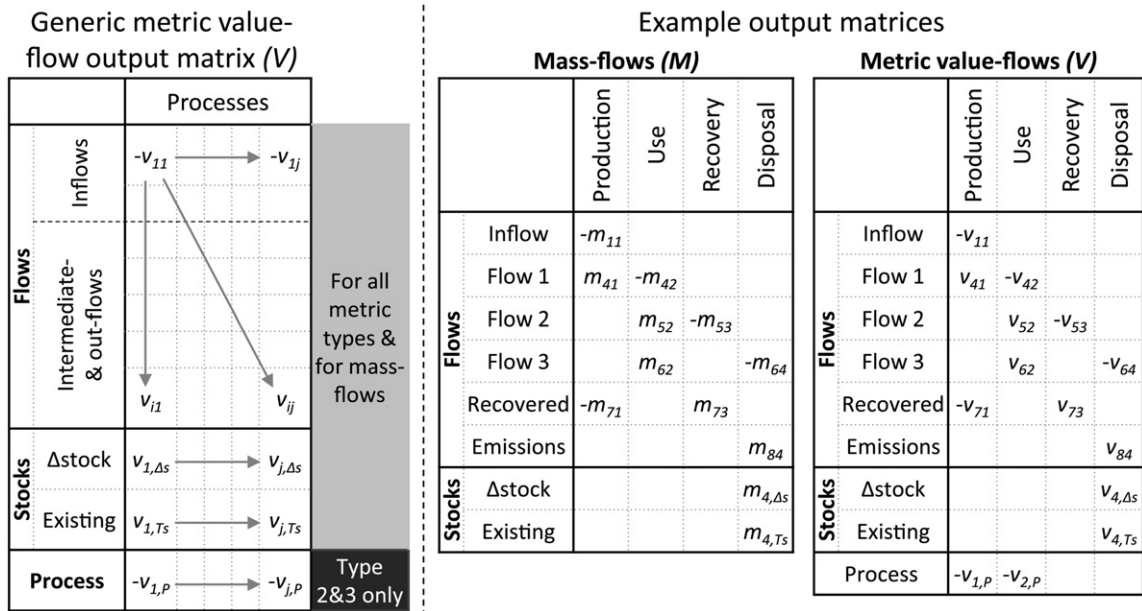 Generic metric value-
flow output matrix (V)
Processes
Flows
Inflows
-v11 -v1j
Intermediate-
& out-flows
vi1 vij
Stocks
Δstock v1,Δs vj,Δs
Existing v1,Ts vj,Ts
Process -v1,P -vj,P
For all
metric
types &
for mass-
flows
Type
2&3 only
Example output matrices
Mass-flows (M)
Production Use Recovery Disposal
Flows
Inflow -m11
Flow 1 m41 -m42
Flow 2 m52 -m53
Flow 3 m62 -m64
Recovered -m71 m73
Emissions m84
Stocks
Δstock m4,Δs
Existing m4,Ts
Metric value-flows (V)
Production Use Recovery Disposal
Flows
Inflow -v11
Flow 1 v41 -v42
Flow 2 v52 -v53
Flow 3 v62 -v64
Recovered -v71 v73
Emissions v84
Stocks
Δstock v4,Δs
Existing v4,Ts
Process -v1,P -v2,P